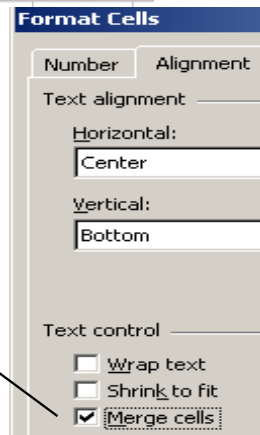 Format Cells
Number Alignment
Text alignment
Horizontal:
Center
Vertical:
Bottom
Text control
Wrap text
Shrink to fit
Merge cells